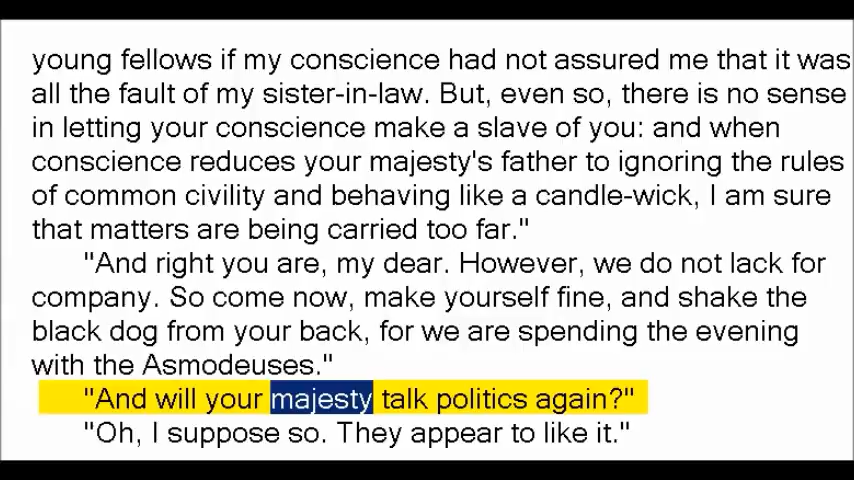 young fellows if my conscience had not assured me that it was
all the fault of my sister-in-law. But, even so, there is no sense
in letting your conscience make a slave of you: and when
conscience reduces your majesty's father to ignoring the rules
of common civility and behaving like a candle-wick, I am sure
that matters are being carried too far."
"And right you are, my dear. However, we do not lack for
company. So come now, make yourself fine, and shake the
black dog from your back, for we are spending the evening
with the Asmodeuses."
"And will your majesty talk politics again?"
"Oh, I suppose so. They appear to like it."